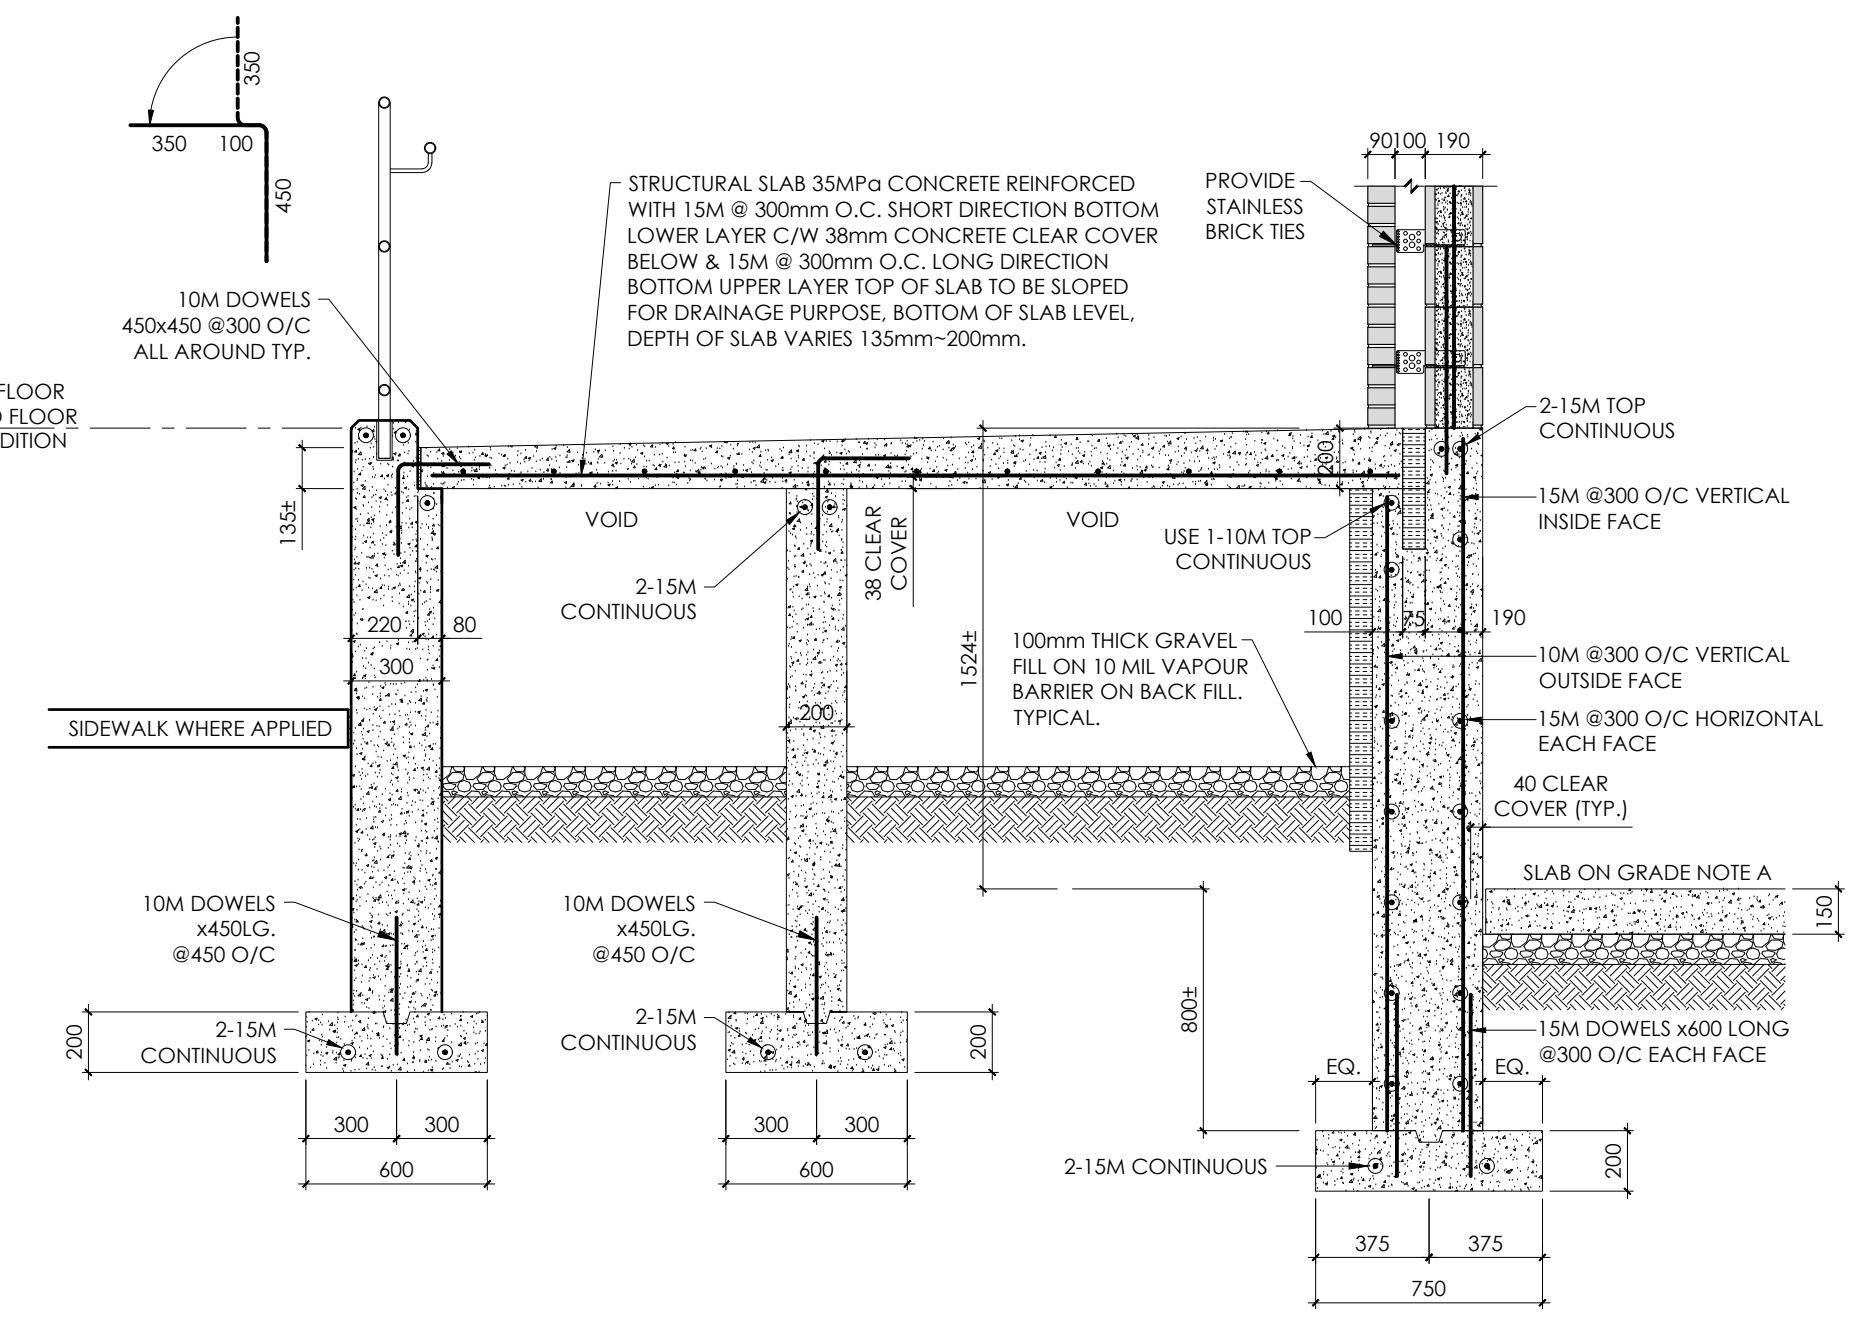 350
350
100
450
10M DOWELS
450x450 @300 O/C
ALL AROUND TYP.
FLOOR
FLOOR
DITION
STRUCTURAL SLAB 35MPa CONCRETE REINFORCED
WITH 15M @ 300mm O.C. SHORT DIRECTION BOTTOM
LOWER LAYER C/W 38mm CONCRETE CLEAR COVER
BELOW & 15M @ 300mm O.C. LONG DIRECTION
BOTTOM UPPER LAYER TOP OF SLAB TO BE SLOPED
FOR DRAINAGE PURPOSE, BOTTOM OF SLAB LEVEL,
DEPTH OF SLAB VARIES 135mm~200mm.
PROVIDE
STAINLESS
BRICK TIES
90 100 190
2-15M TOP
CONTINUOUS
15M @300 O/C VERTICAL
INSIDE FACE
200
135±
VOID
VOID
USE 1-10M TOP
CONTINUOUS
2-15M
CONTINUOUS
38 CLEAR
COVER
220 80
300
200
1524±
100 75 190
100mm THICK GRAVEL
FILL ON 10 MIL VAPOUR
BARRIER ON BACK FILL.
TYPICAL.
10M @300 O/C VERTICAL
OUTSIDE FACE
15M @300 O/C HORIZONTAL
EACH FACE
40 CLEAR
COVER (TYP.)
SIDEWALK WHERE APPLIED
SLAB ON GRADE NOTE A
150
10M DOWELS
x450LG.
@450 O/C
10M DOWELS
x450LG.
@450 O/C
800±
200
2-15M
CONTINUOUS
2-15M
CONTINUOUS
200
15M DOWELS x600 LONG
@300 O/C EACH FACE
EQ. EQ.
300 300
600
300 300
600
2-15M CONTINUOUS
200
375 375
750